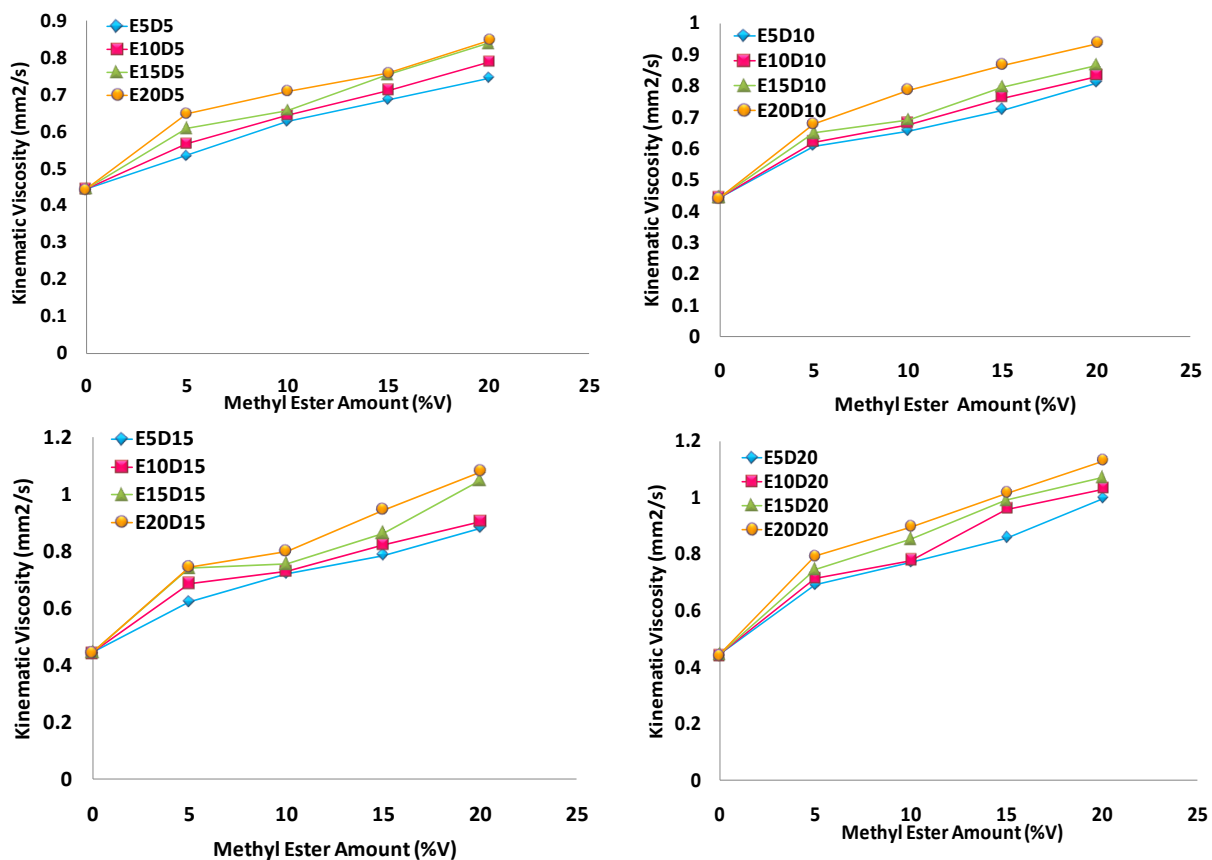 0.9
0.8
0.7
0.6
0.5
0.4
0.3
0.2
0.1
0
Kinematic Viscosity (mm2/s)
E5D5
E10D5
E15D5
E20D5
0 5 10 15 20 25
Methyl Ester Amount (%V)
1
0.9
0.8
0.7
0.6
0.5
0.4
0.3
0.2
0.1
0
Kinematic Viscosity (mm2/s)
E5D10
E10D10
E15D10
E20D10
0 5 10 15 20 25
Methyl Ester Amount (%V)
1.2
1
0.8
0.6
0.4
0.2
0
Kinematic Viscosity (mm2/s)
E5D15
E10D15
E15D15
E20D15
0 5 10 15 20 25
Methyl Ester Amount (%V)
1.2
1
0.8
0.6
0.4
0.2
0
Kinematic Viscosity (mm2/s)
E5D20
E10D20
E15D20
E20D20
0 5 10 15 20 25
Methyl Ester Amount (%V)